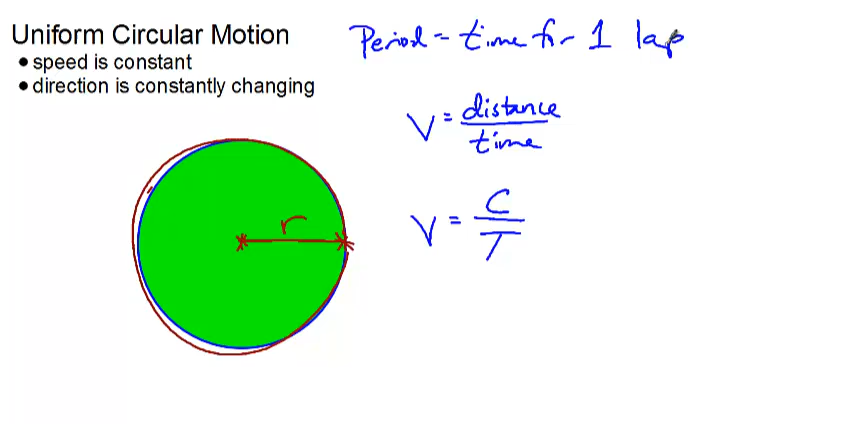 Uniform Circular Motion
• speed is constant
• direction is constantly changing
Period = time for 1 lap
V = distance / time
V = C / T
r